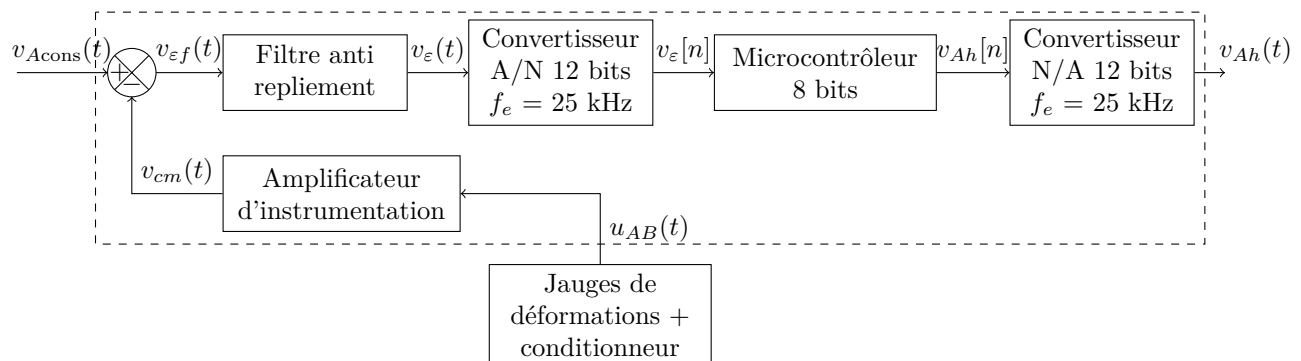 v_{Acons}(t)
+
−
v_{εf}(t)
Filtre anti
repliement
v_ε(t)
Convertisseur
A/N 12 bits
f_e = 25 kHz
v_ε[n]
Microcontrôleur
8 bits
v_{Ah}[n]
Convertisseur
N/A 12 bits
f_e = 25 kHz
v_{Ah}(t)
v_{cm}(t)
Amplificateur
d'instrumentation
u_{AB}(t)
Jauges de
déformations +
conditionneur